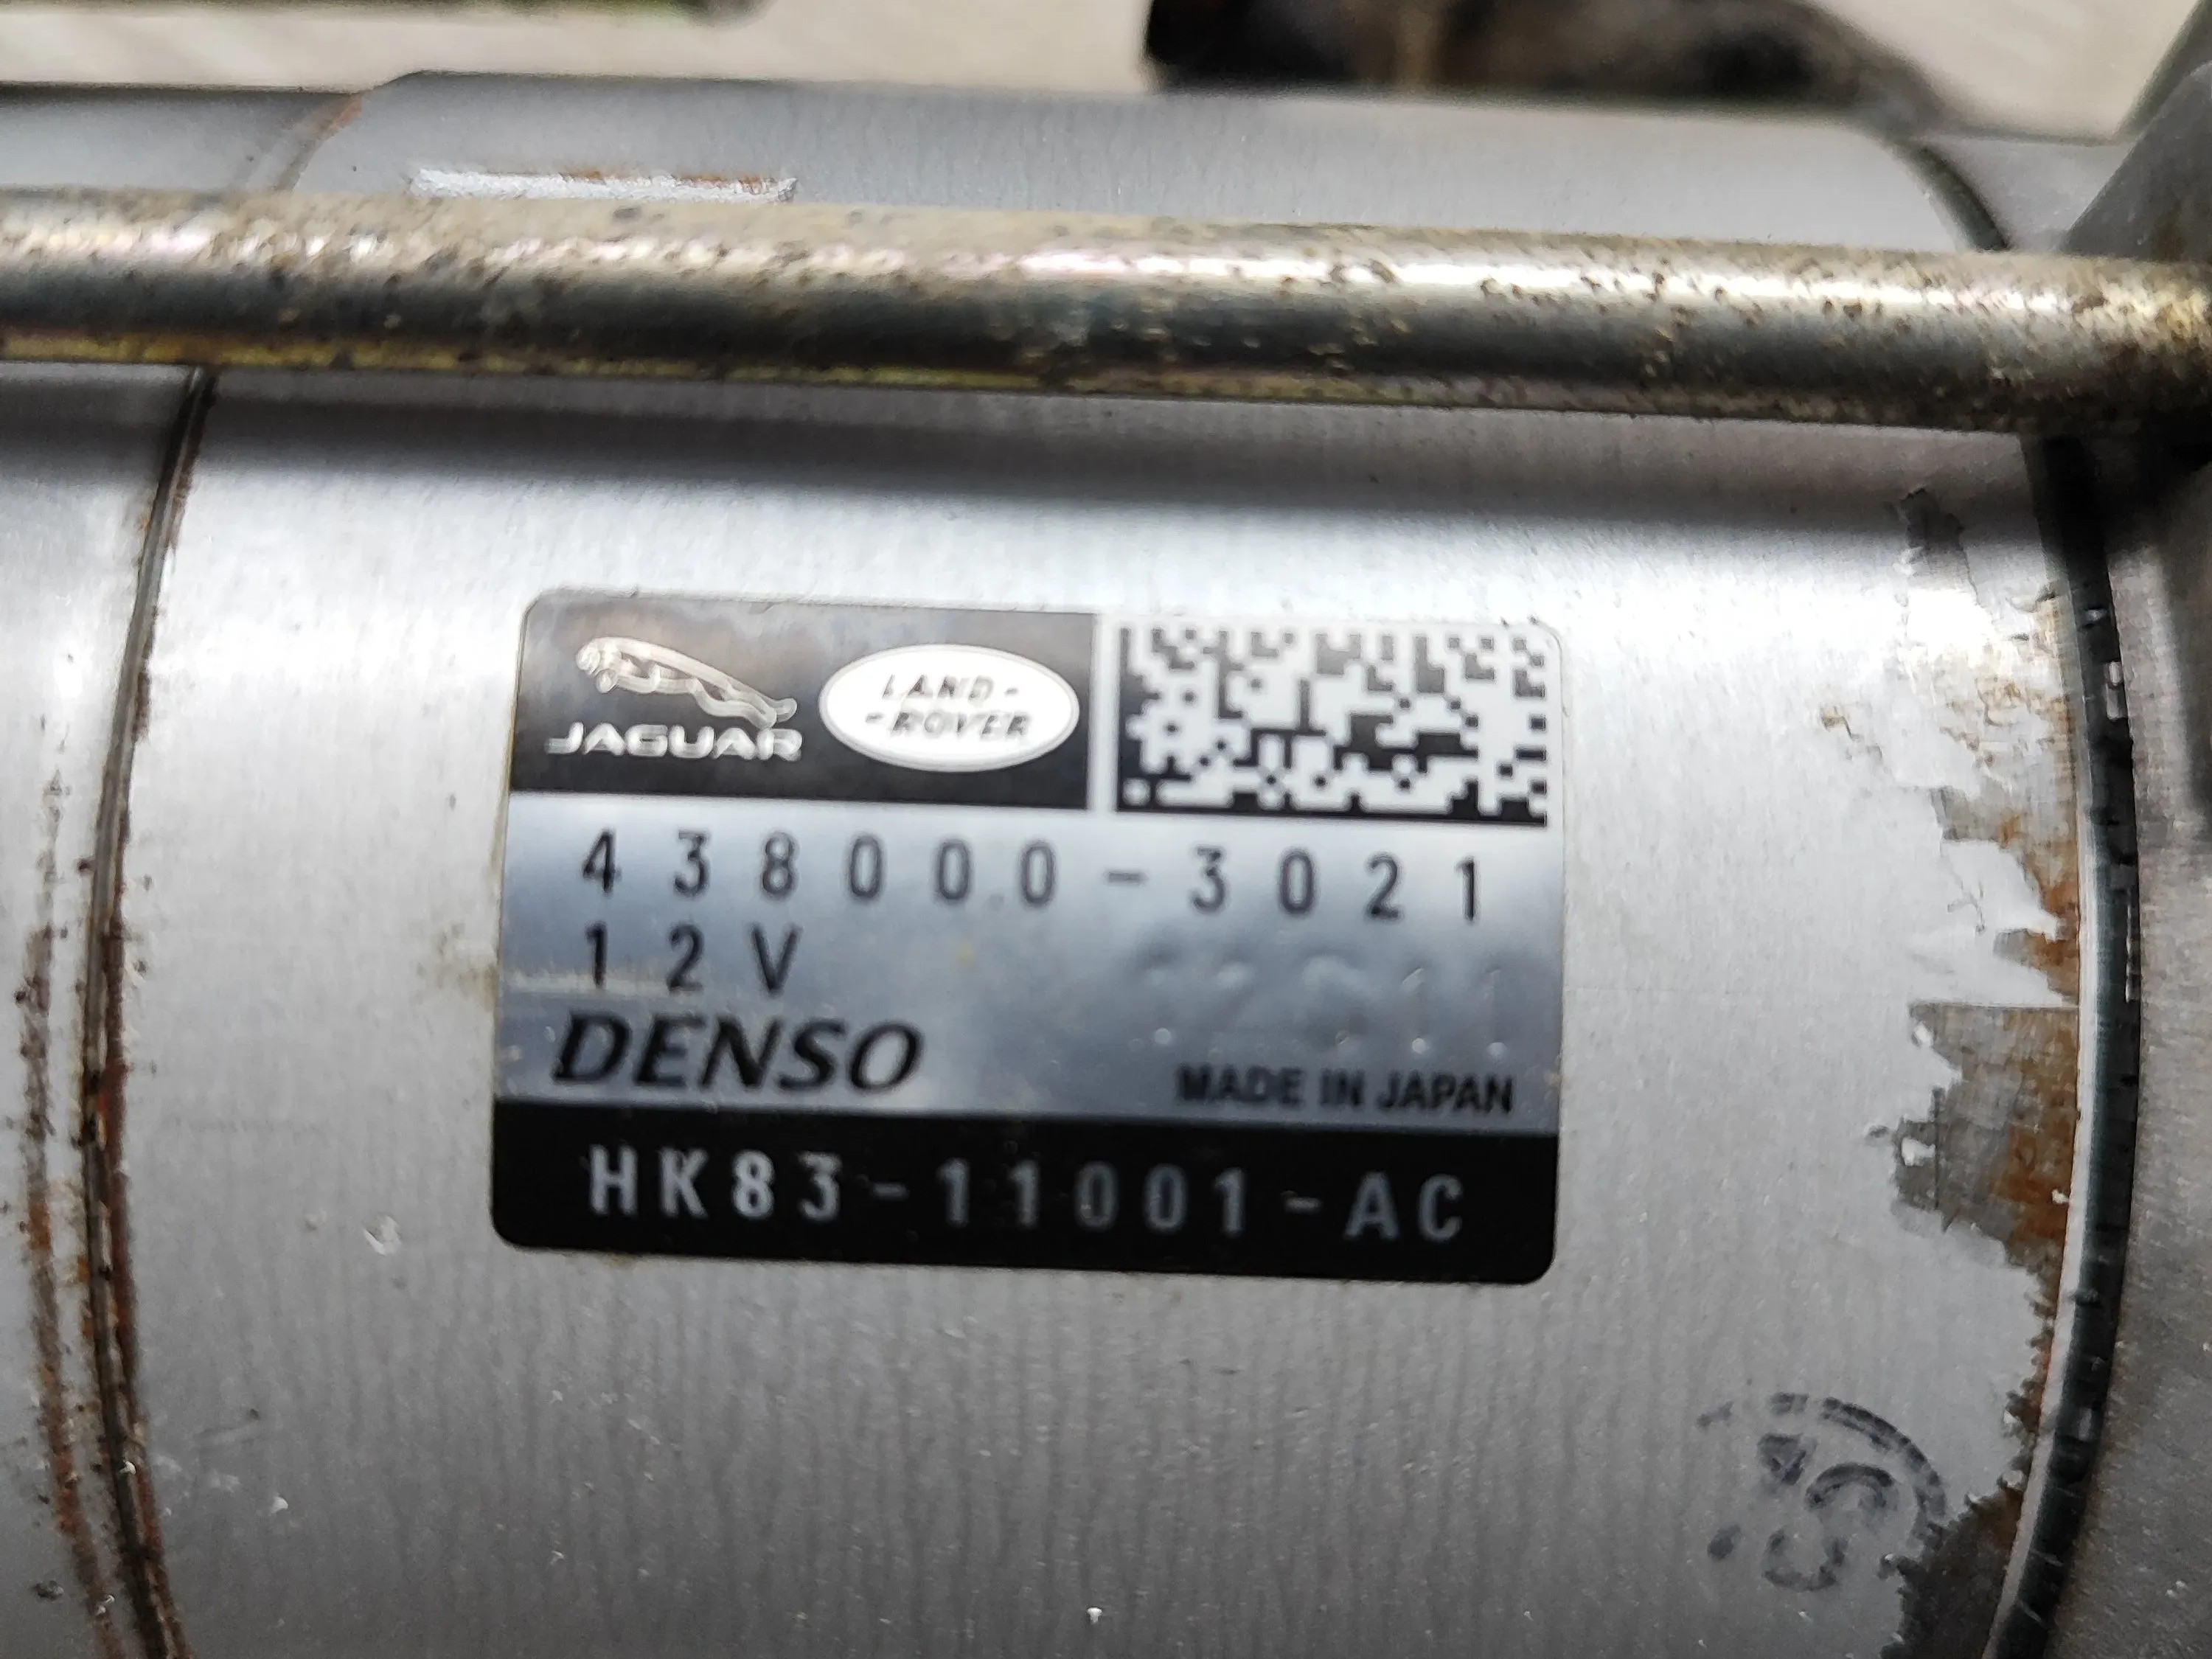 JAGUAR
LAND-
-ROVER
438000-3021
12V
DENSO
MADE IN JAPAN
HK83-11001-AC